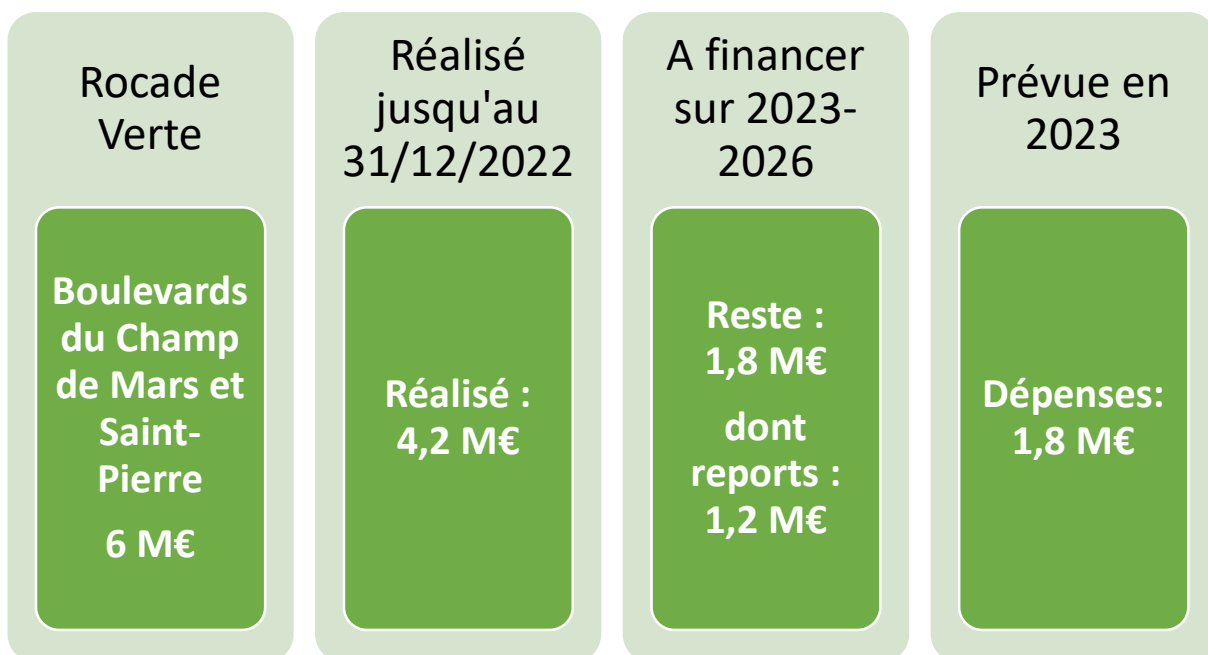 Rocade
Verte
Boulevards
du Champ
de Mars et
Saint-
Pierre
6 M€
Réalisé
jusqu'au
31/12/2022
Réalisé :
4,2 M€
A financer
sur 2023-
2026
Reste :
1,8 M€
dont
reports :
1,2 M€
Prévue en
2023
Dépenses:
1,8 M€